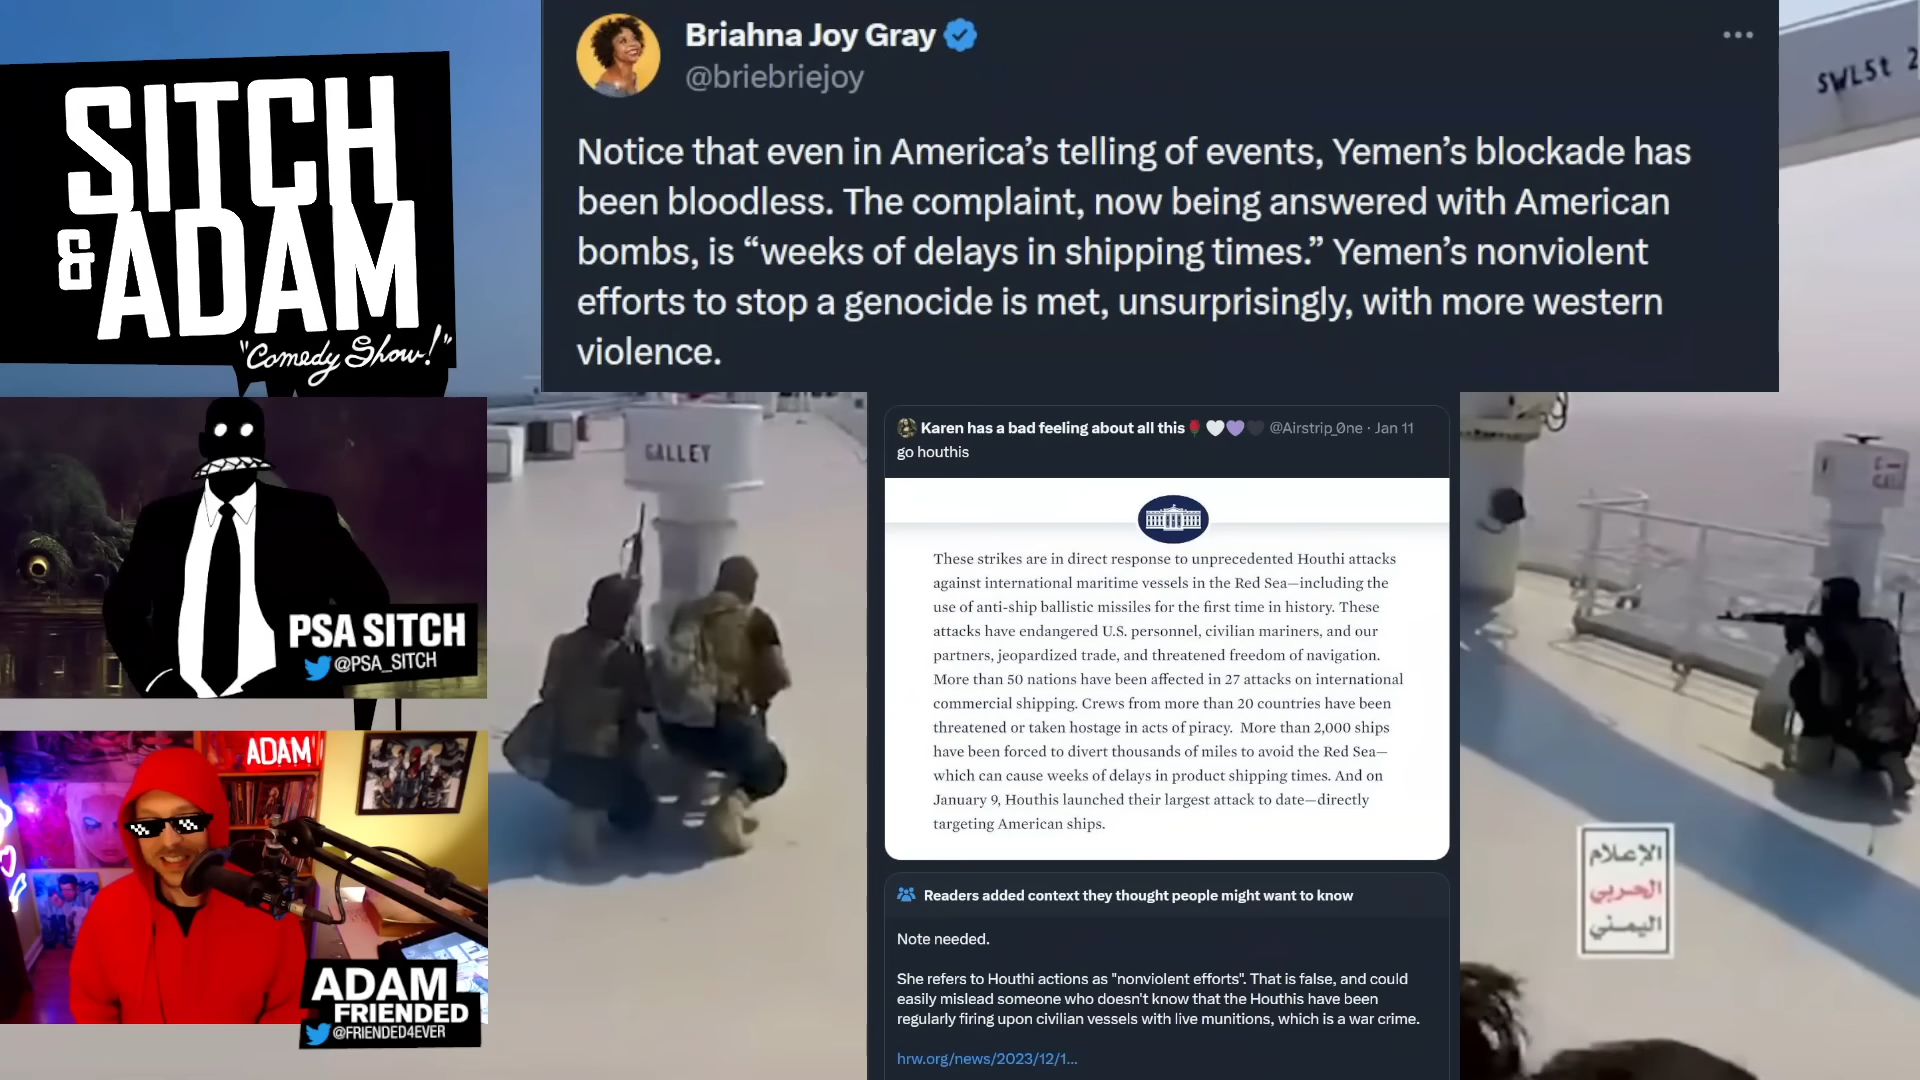 SITCH
& ADAM
"Comedy Show!"
Briahna Joy Gray
@briebriejoy
Notice that even in America's telling of events, Yemen's blockade has
been bloodless. The complaint, now being answered with American
bombs, is “weeks of delays in shipping times.” Yemen's nonviolent
efforts to stop a genocide is met, unsurprisingly, with more western
violence.
SWLSt 2
GALLEY
PSA SITCH
@PSA_SITCH
ADAM
ADAM
FRIENDED
@FRIENDED4EVER
Karen has a bad feeling about all this🌹🤍💜🖤 @Airstrip_0ne · Jan 11
go houthis
These strikes are in direct response to unprecedented Houthi attacks
against international maritime vessels in the Red Sea—including the
use of anti-ship ballistic missiles for the first time in history. These
attacks have endangered U.S. personnel, civilian mariners, and our
partners, jeopardized trade, and threatened freedom of navigation.
More than 50 nations have been affected in 27 attacks on international
commercial shipping. Crews from more than 20 countries have been
threatened or taken hostage in acts of piracy. More than 2,000 ships
have been forced to divert thousands of miles to avoid the Red Sea—
which can cause weeks of delays in product shipping times. And on
January 9, Houthis launched their largest attack to date—directly
targeting American ships.
Readers added context they thought people might want to know
Note needed.
She refers to Houthi actions as "nonviolent efforts". That is false, and could
easily mislead someone who doesn't know that the Houthis have been
regularly firing upon civilian vessels with live munitions, which is a war crime.
hrw.org/news/2023/12/1...
الإعلام
الحربي
اليمني